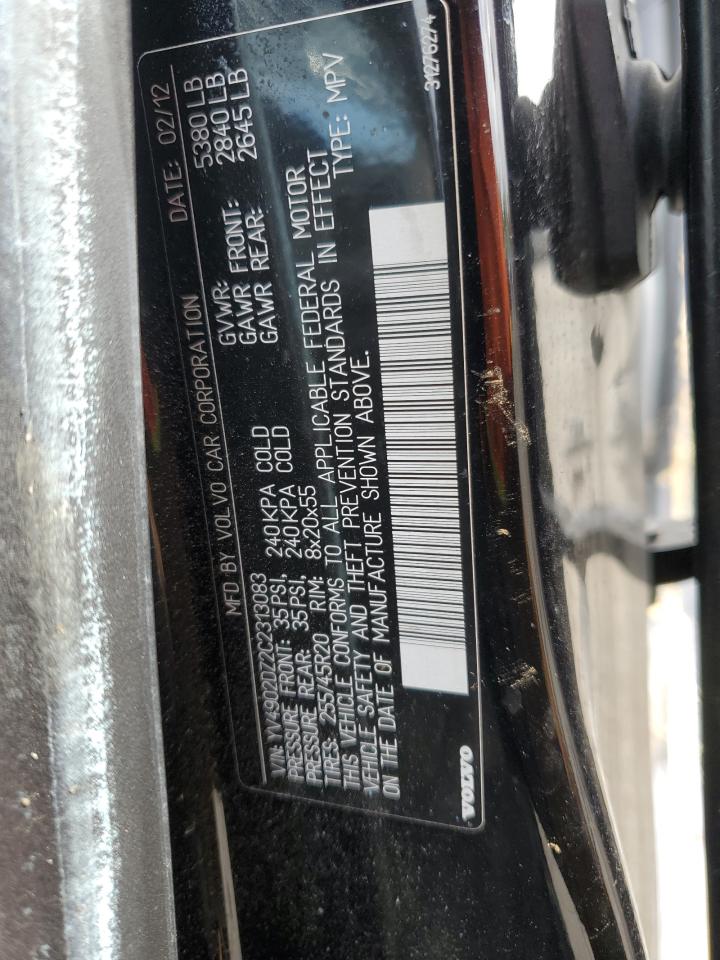 MFD BY VOLVO CAR CORPORATION DATE: 02/12
GVWR: 5380 LB
GAWR FRONT: 2840 LB
GAWR REAR: 2645 LB
VIN: YV4902DZ2C2313083
PRESSURE FRONT: 35PSI, 240KPA COLD
PRESSURE REAR: 35PSI, 240KPA COLD
TIRES: 255/45R20 RIM: 8x20x55
THIS VEHICLE CONFORMS TO ALL APPLICABLE FEDERAL MOTOR
VEHICLE SAFETY AND THEFT PREVENTION STANDARDS IN EFFECT
ON THE DATE OF MANUFACTURE SHOWN ABOVE. TYPE: MPV
VOLVO
31276274